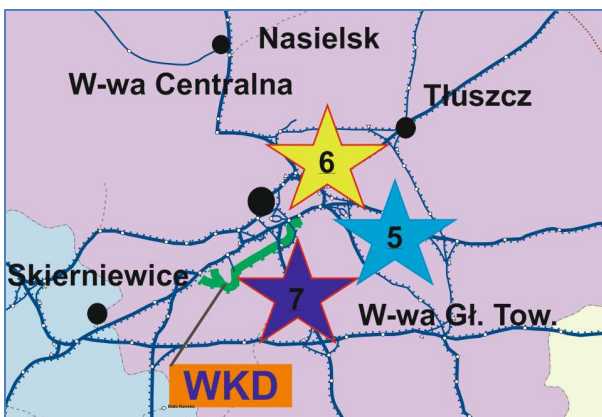 Nasielsk
W-wa Centralna
Tłuszcz
6
5
Skierniewice
7
W-wa Gł. Tow.
WKD